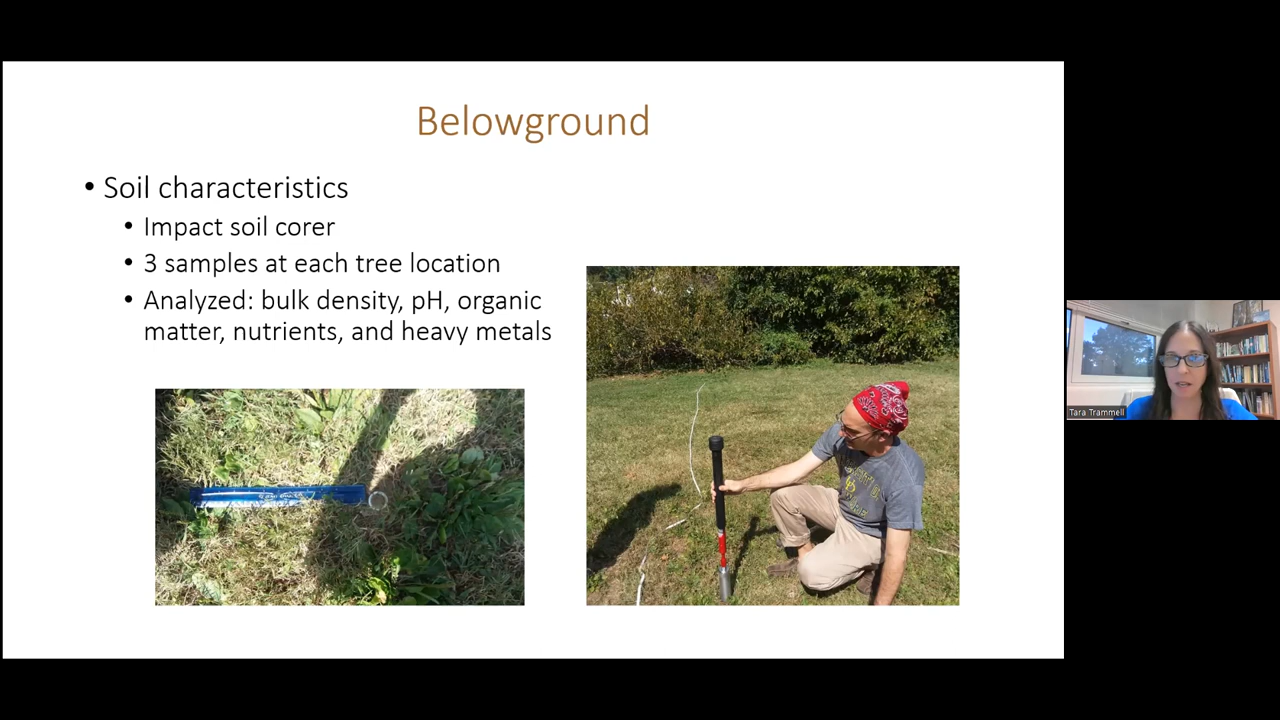 Belowground
• Soil characteristics
• Impact soil corer
• 3 samples at each tree location
• Analyzed: bulk density, pH, organic
matter, nutrients, and heavy metals
Tara Trammell